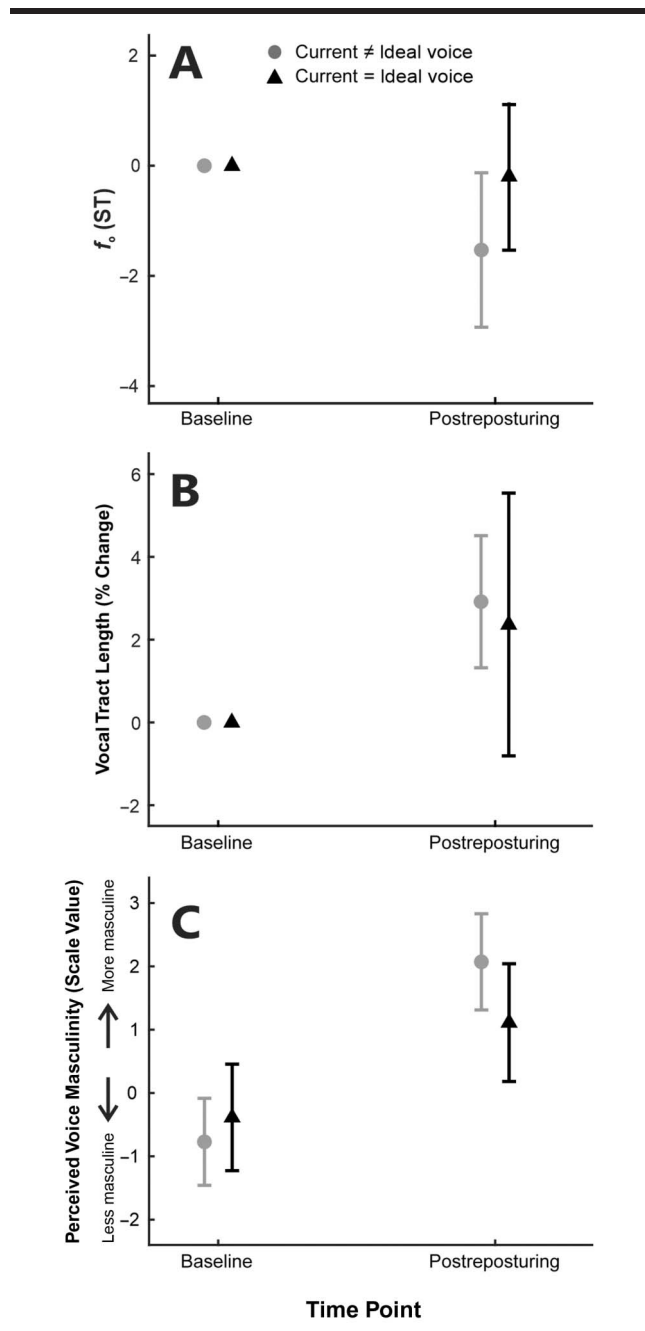 A
Current ≠ Ideal voice
Current = Ideal voice
fₒ (ST)
2
0
−2
−4
Baseline
Postreposturing
B
Vocal Tract Length (% Change)
6
4
2
0
−2
Baseline
Postreposturing
C
Perceived Voice Masculinity (Scale Value)
Less masculine
More masculine
3
2
1
0
−1
−2
Baseline
Postreposturing
Time Point